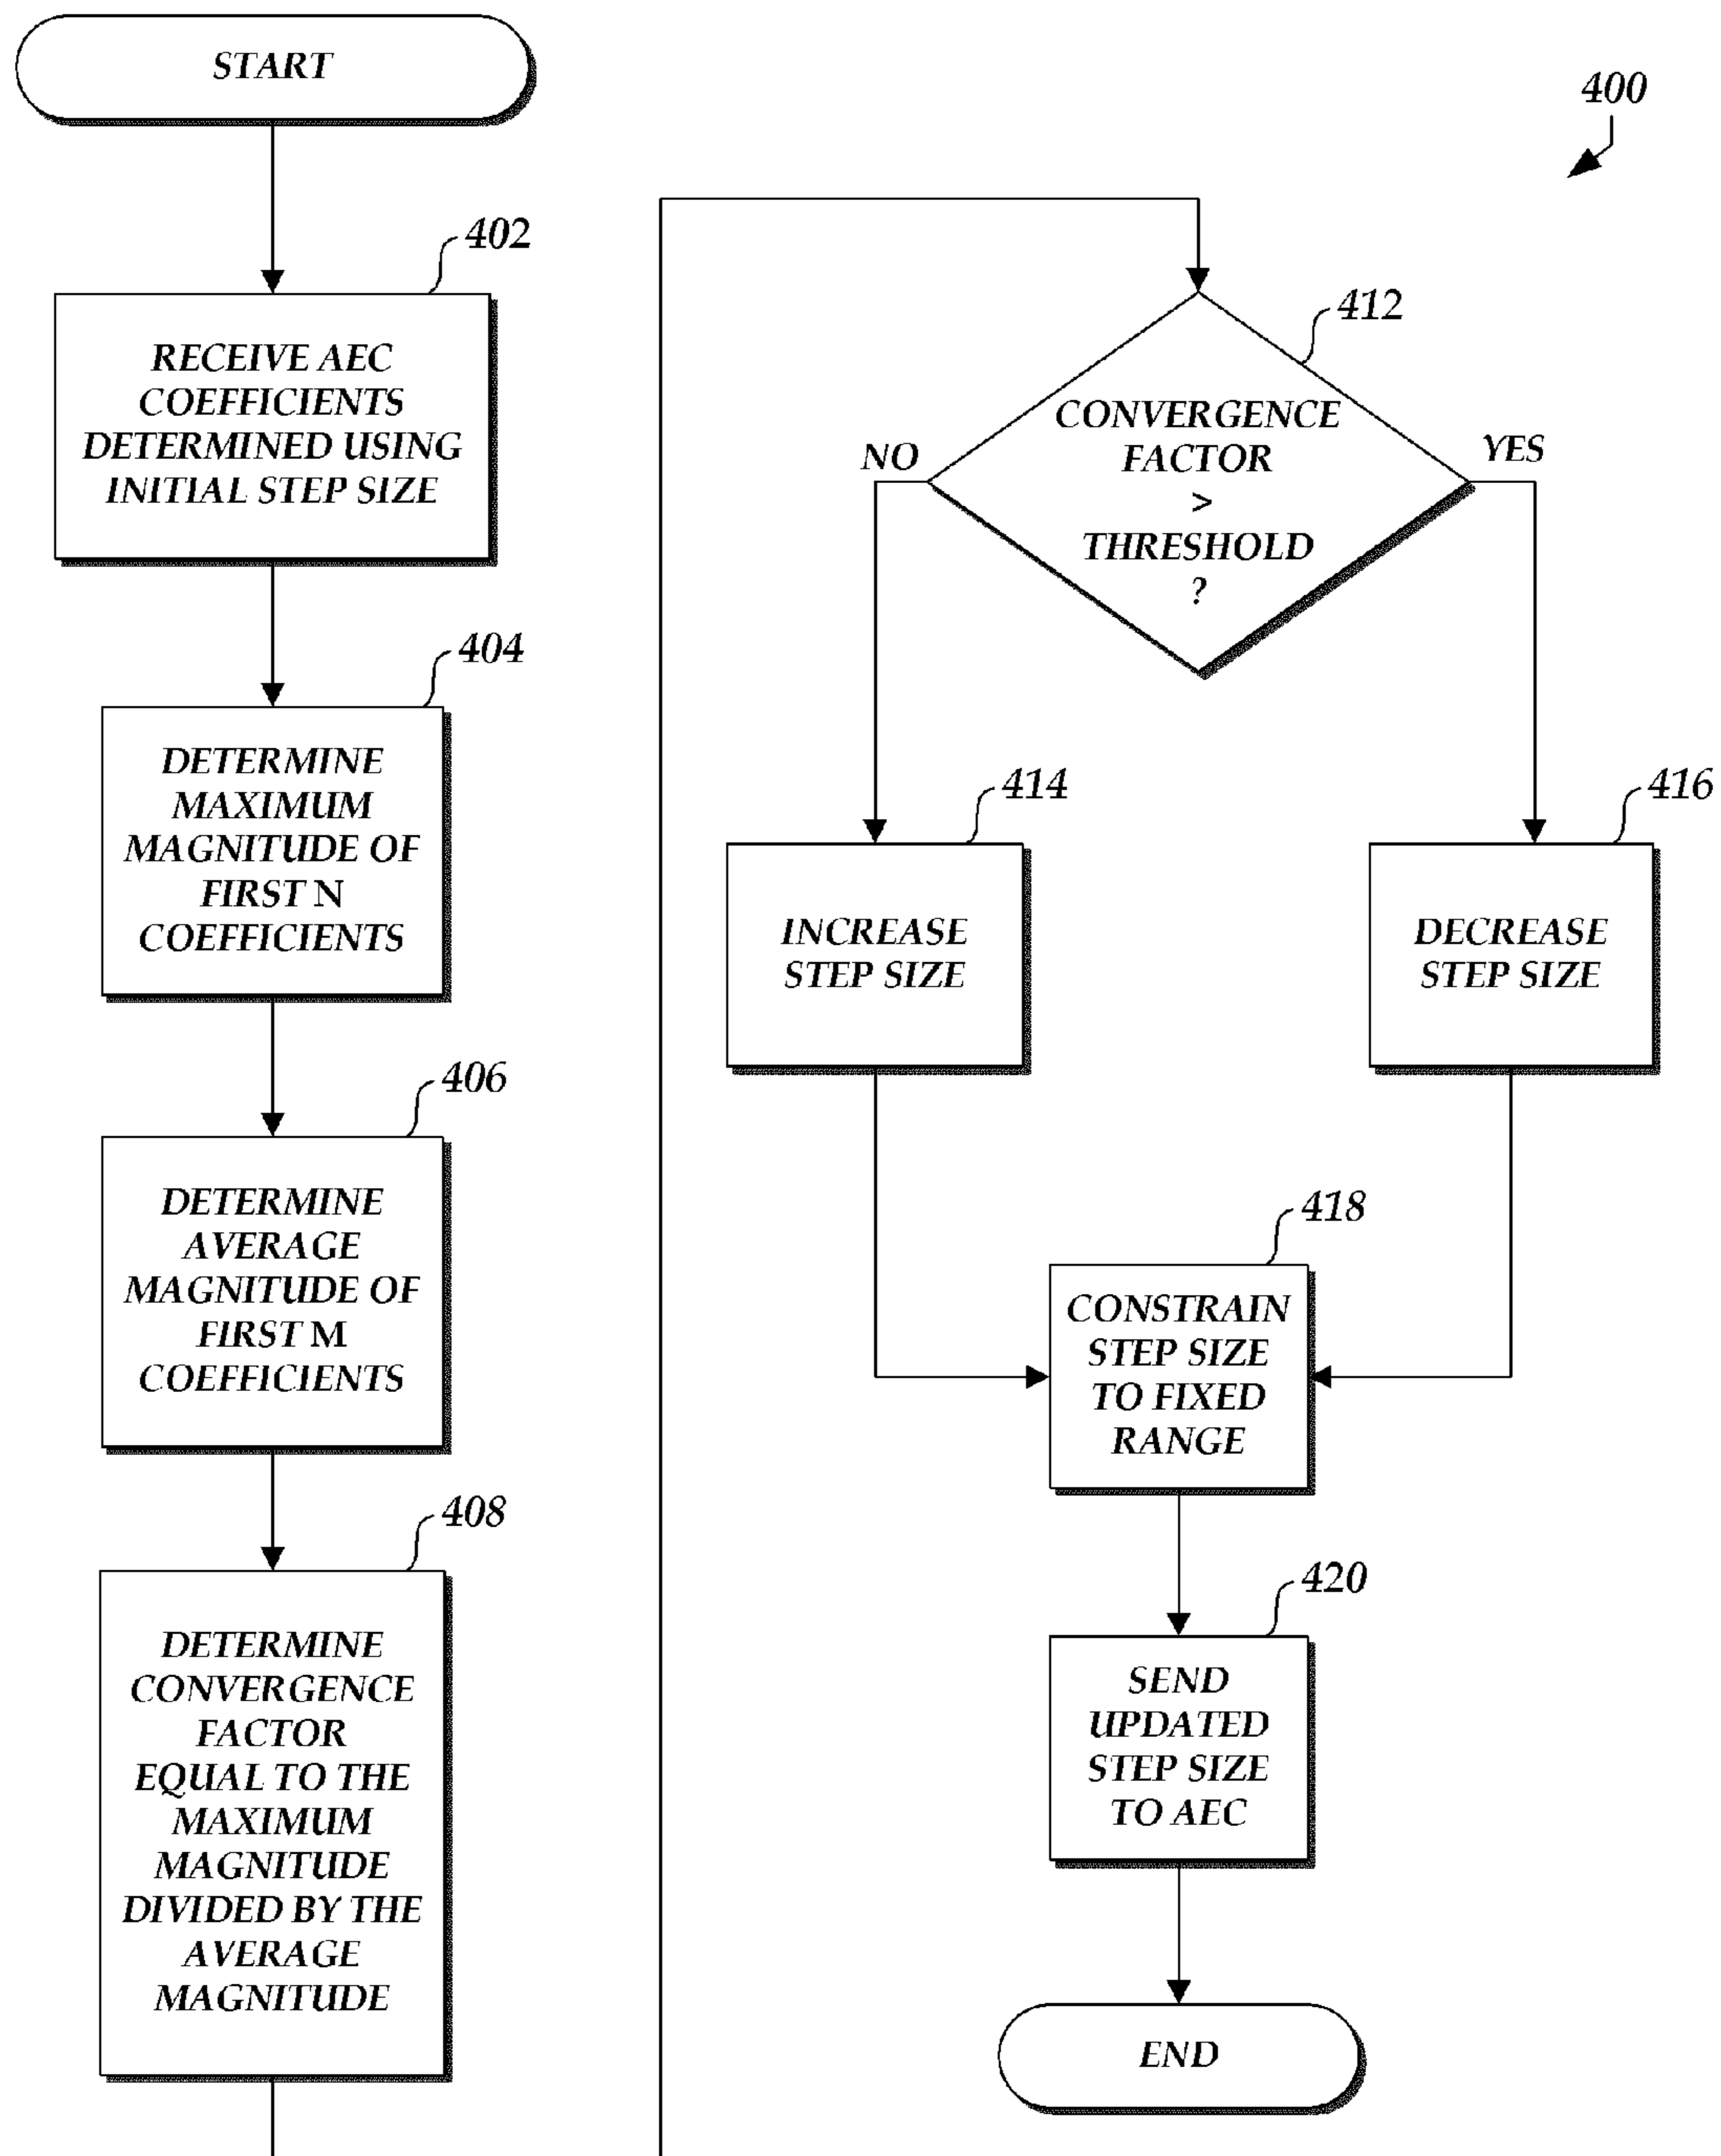 START
402
RECEIVE AEC
COEFFICIENTS
DETERMINED USING
INITIAL STEP SIZE
404
DETERMINE
MAXIMUM
MAGNITUDE OF
FIRST N
COEFFICIENTS
406
DETERMINE
AVERAGE
MAGNITUDE OF
FIRST M
COEFFICIENTS
408
DETERMINE
CONVERGENCE
FACTOR
EQUAL TO THE
MAXIMUM
MAGNITUDE
DIVIDED BY THE
AVERAGE
MAGNITUDE
400
412
CONVERGENCE
FACTOR
>
THRESHOLD
?
NO
YES
414
INCREASE
STEP SIZE
416
DECREASE
STEP SIZE
418
CONSTRAIN
STEP SIZE
TO FIXED
RANGE
420
SEND
UPDATED
STEP SIZE
TO AEC
END